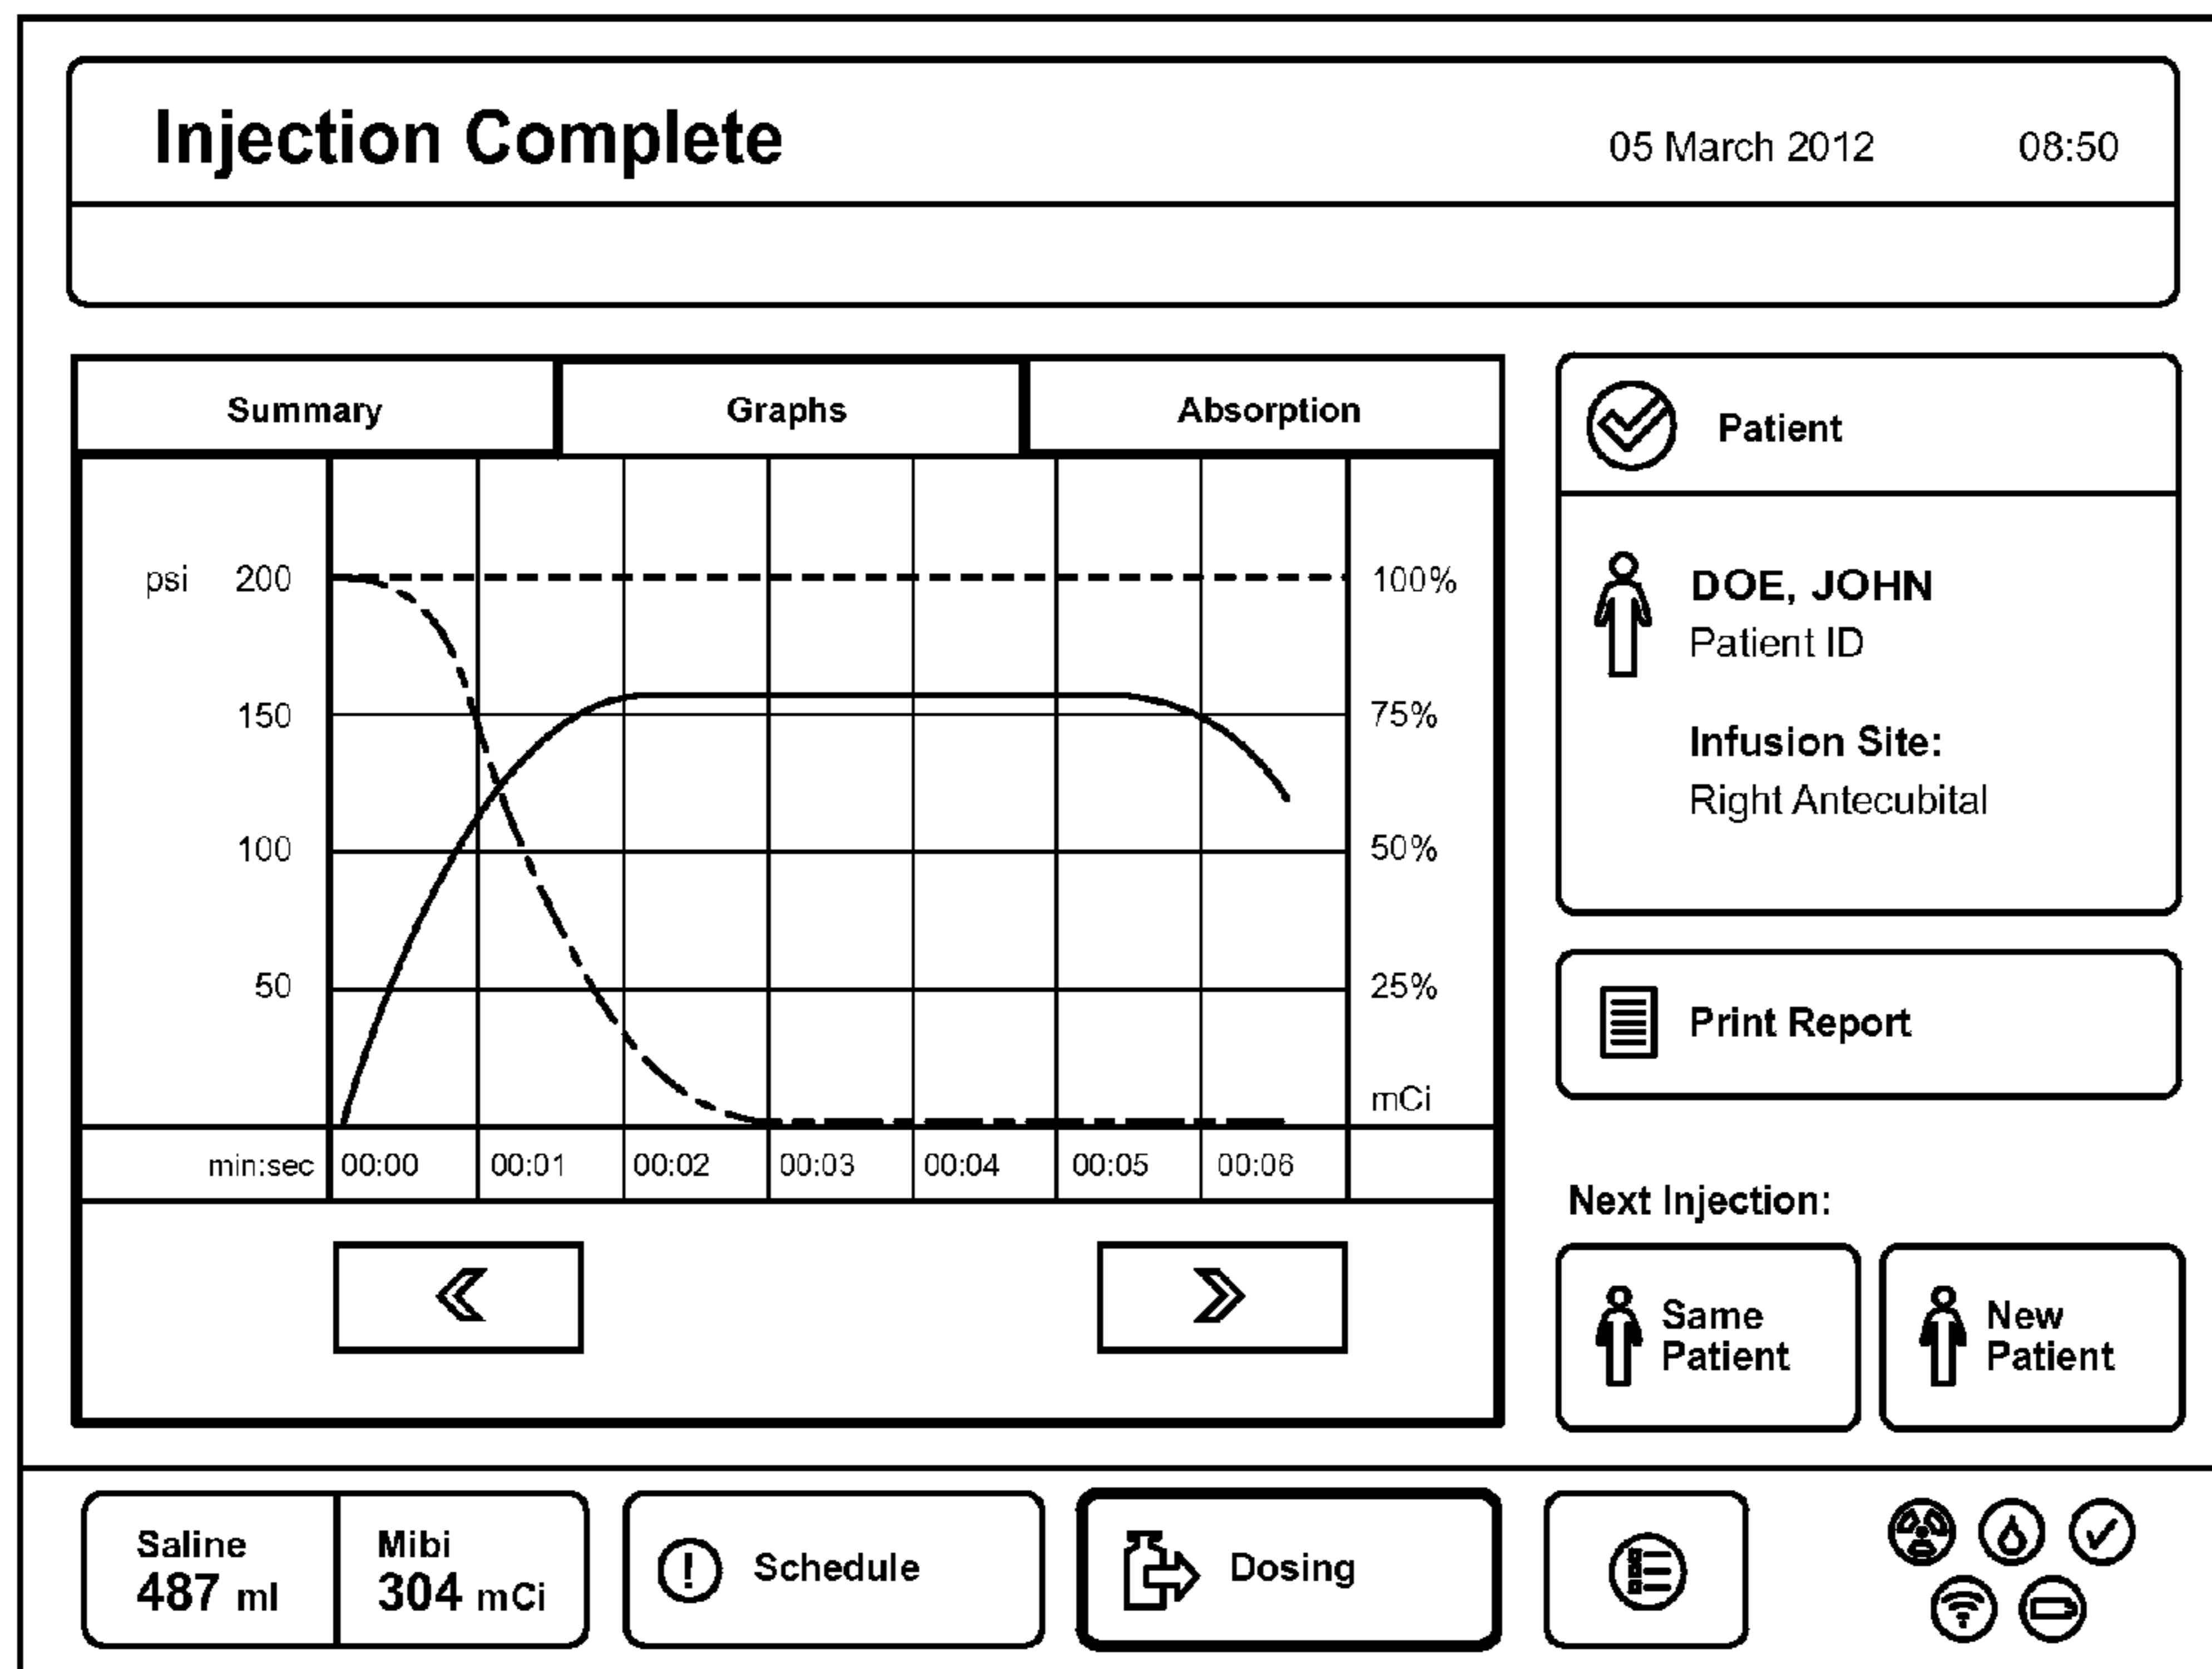 Injection Complete
05 March 2012 08:50
Summary Graphs Absorption
psi 200 100%
150 75%
100 50%
50 25%
mCi
min:sec 00:00 00:01 00:02 00:03 00:04 00:05 00:06
Patient
DOE, JOHN
Patient ID
Infusion Site:
Right Antecubital
Print Report
Next Injection:
Same
Patient
New
Patient
Saline
487 ml
Mibi
304 mCi
! Schedule
Dosing